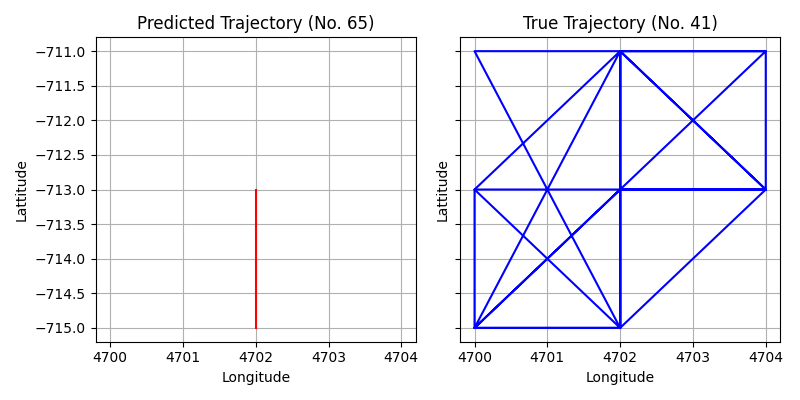 Predicted Trajectory (No. 65)
True Trajectory (No. 41)
−711.0
−711.5
−712.0
−712.5
−713.0
−713.5
−714.0
−714.5
−715.0
Lattitude
Lattitude
4700 4701 4702 4703 4704
4700 4701 4702 4703 4704
Longitude
Longitude